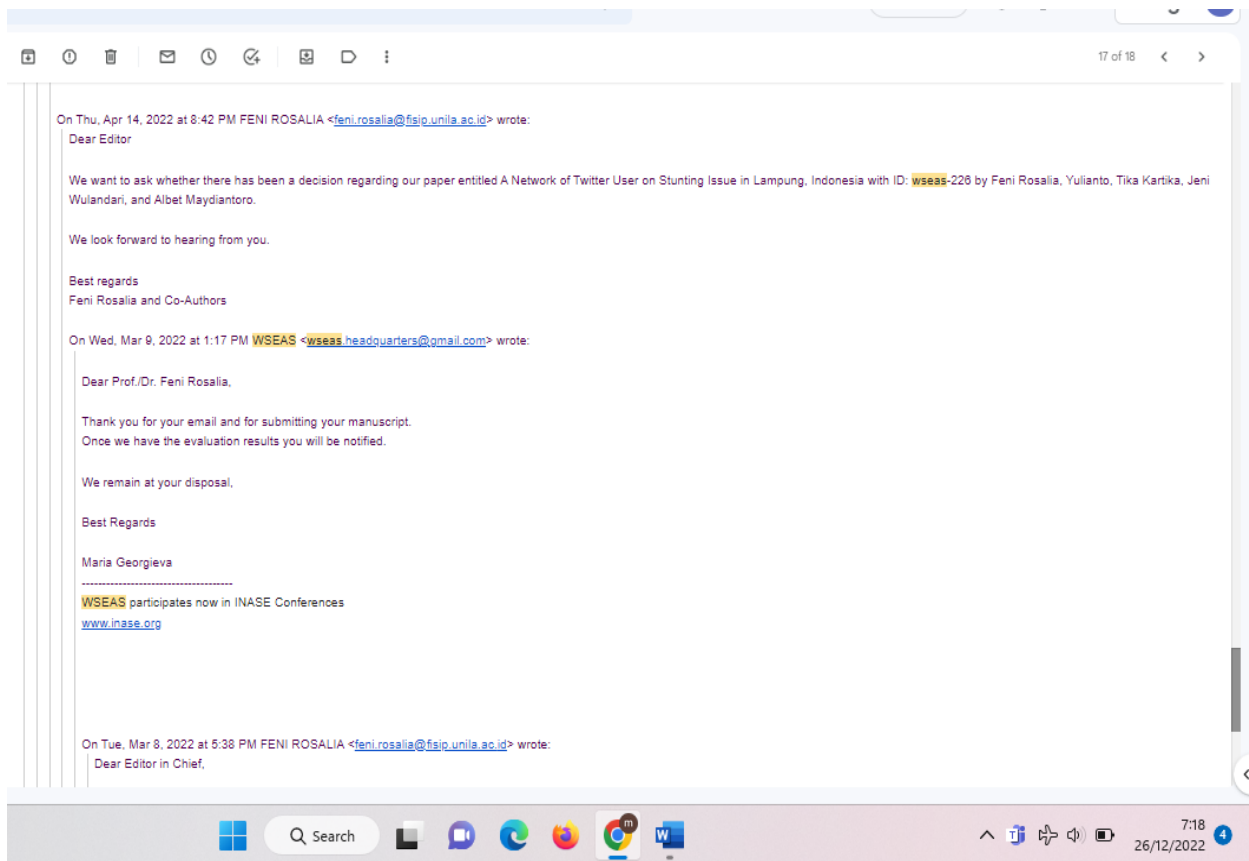 17 of 18
On Thu, Apr 14, 2022 at 8:42 PM FENI ROSALIA <feni.rosalia@fisip.unila.ac.id> wrote:
Dear Editor
We want to ask whether there has been a decision regarding our paper entitled A Network of Twitter User on Stunting Issue in Lampung, Indonesia with ID: wseas-226 by Feni Rosalia, Yulianto, Tika Kartika, Jeni
Wulandari, and Albet Maydiantoro.
We look forward to hearing from you.
Best regards
Feni Rosalia and Co-Authors
On Wed, Mar 9, 2022 at 1:17 PM WSEAS <wseas.headquarters@gmail.com> wrote:
Dear Prof./Dr. Feni Rosalia,
Thank you for your email and for submitting your manuscript.
Once we have the evaluation results you will be notified.
We remain at your disposal,
Best Regards
Maria Georgieva
------------------------------------
WSEAS participates now in INASE Conferences
www.inase.org
On Tue, Mar 8, 2022 at 5:38 PM FENI ROSALIA <feni.rosalia@fisip.unila.ac.id> wrote:
Dear Editor in Chief,
Search
7:18
26/12/2022
4